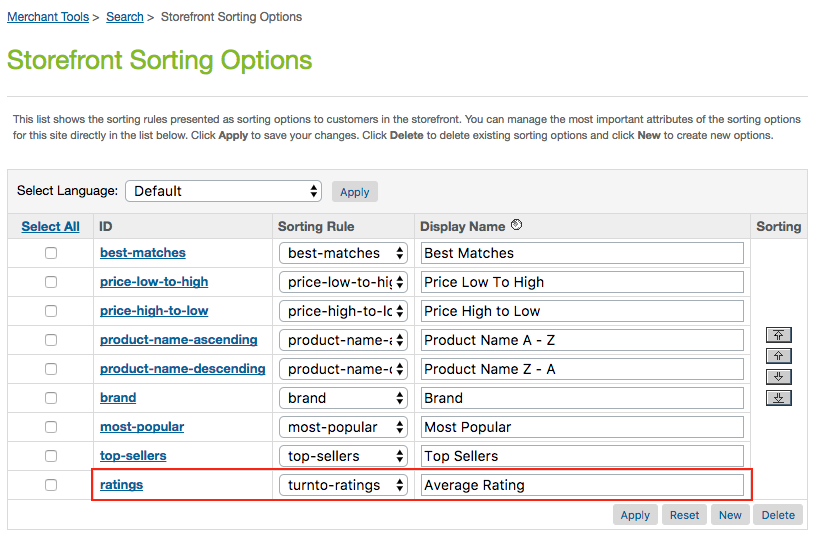 Merchant Tools > Search > Storefront Sorting Options
Storefront Sorting Options
This list shows the sorting rules presented as sorting options to customers in the storefront. You can manage the most important attributes of the sorting options
for this site directly in the list below. Click Apply to save your changes. Click Delete to delete existing sorting options and click New to create new options.
Select Language: Default Apply
Select All ID Sorting Rule Display Name Sorting
best-matches best-matches Best Matches
price-low-to-high price-low-to-hig Price Low To High
price-high-to-low price-high-to-lo Price High to Low
product-name-ascending product-name-a Product Name A - Z
product-name-descending product-name-d Product Name Z - A
brand brand Brand
most-popular most-popular Most Popular
top-sellers top-sellers Top Sellers
ratings turnto-ratings Average Rating
Apply Reset New Delete